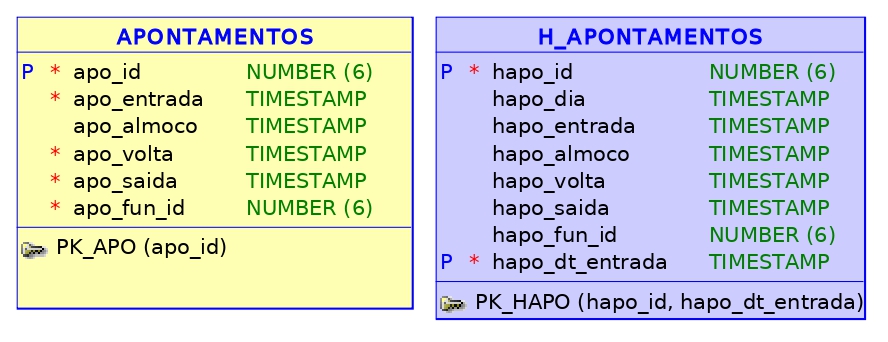 APONTAMENTOS
P * apo_id NUMBER (6)
* apo_entrada TIMESTAMP
apo_almoco TIMESTAMP
* apo_volta TIMESTAMP
* apo_saida TIMESTAMP
* apo_fun_id NUMBER (6)
PK_APO (apo_id)
H_APONTAMENTOS
P * hapo_id NUMBER (6)
hapo_dia TIMESTAMP
hapo_entrada TIMESTAMP
hapo_almoco TIMESTAMP
hapo_volta TIMESTAMP
hapo_saida TIMESTAMP
hapo_fun_id NUMBER (6)
P * hapo_dt_entrada TIMESTAMP
PK_HAPO (hapo_id, hapo_dt_entrada)